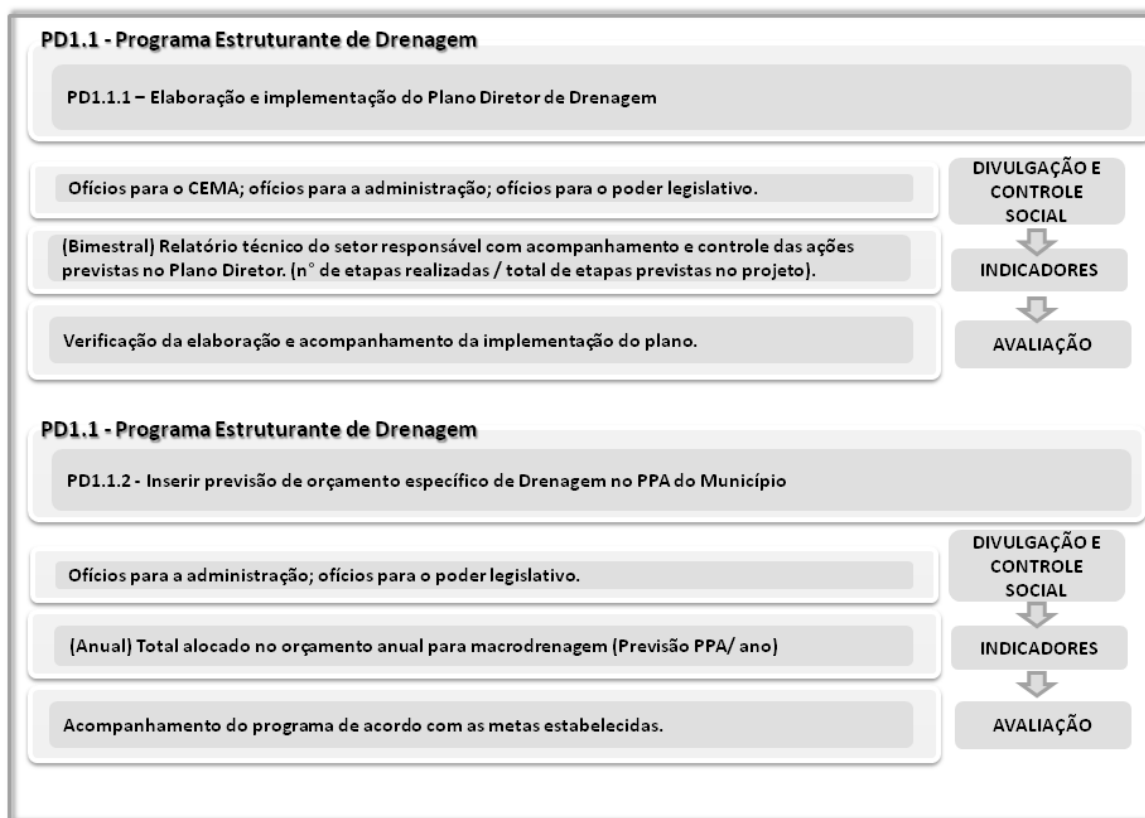 PD1.1 - Programa Estruturante de Drenagem
PD1.1.1 – Elaboração e implementação do Plano Diretor de Drenagem
Ofícios para o CEMA; ofícios para a administração; ofícios para o poder legislativo.
DIVULGAÇÃO E
CONTROLE
SOCIAL
(Bimestral) Relatório técnico do setor responsável com acompanhamento e controle das ações
previstas no Plano Diretor. (n° de etapas realizadas / total de etapas previstas no projeto).
INDICADORES
Verificação da elaboração e acompanhamento da implementação do plano.
AVALIAÇÃO
PD1.1 - Programa Estruturante de Drenagem
PD1.1.2 - Inserir previsão de orçamento específico de Drenagem no PPA do Município
Ofícios para a administração; ofícios para o poder legislativo.
DIVULGAÇÃO E
CONTROLE
SOCIAL
(Anual) Total alocado no orçamento anual para macrodrenagem (Previsão PPA/ ano)
INDICADORES
Acompanhamento do programa de acordo com as metas estabelecidas.
AVALIAÇÃO